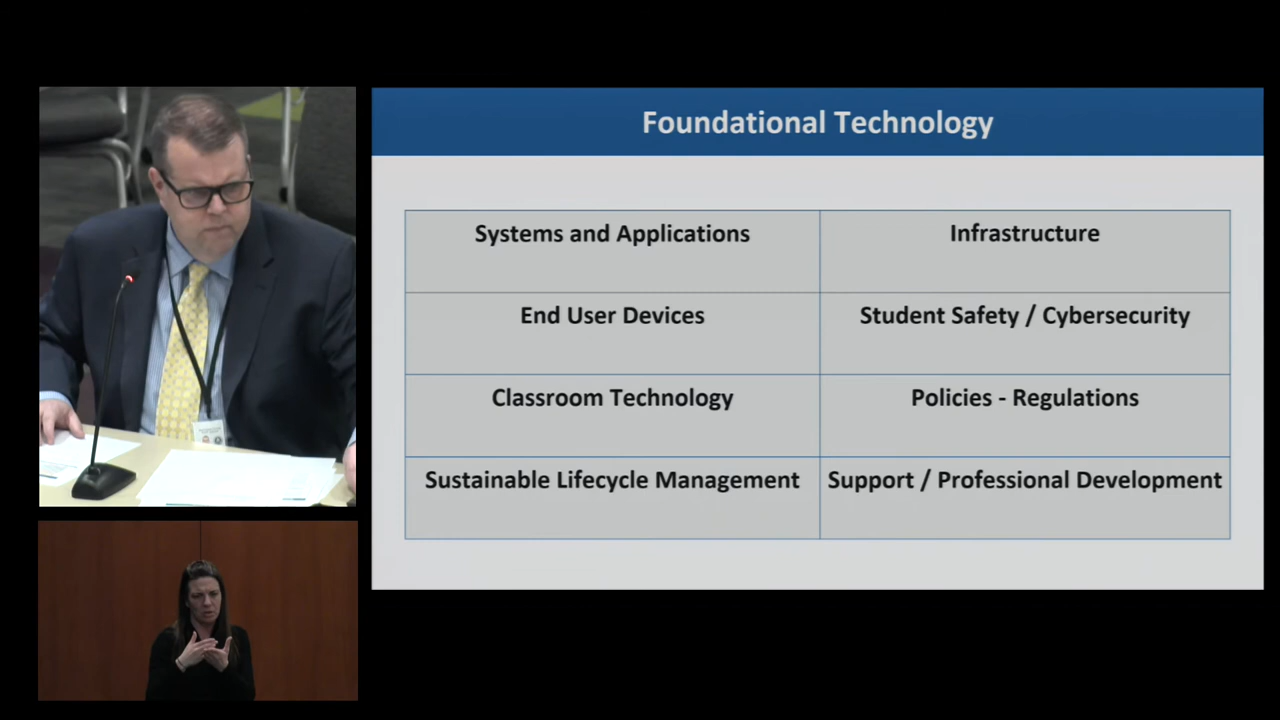 Foundational Technology
Systems and Applications
Infrastructure
End User Devices
Student Safety / Cybersecurity
Classroom Technology
Policies - Regulations
Sustainable Lifecycle Management
Support / Professional Development